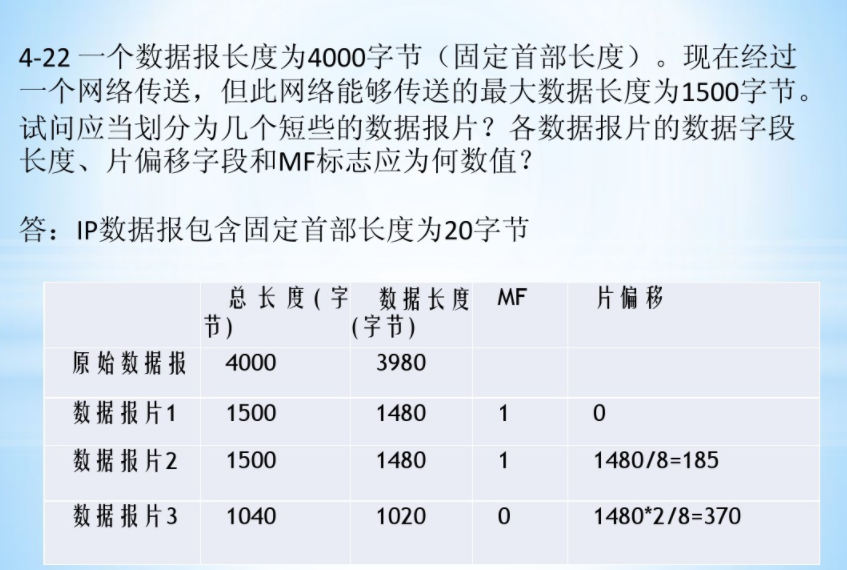 4-22 一个数据报长度为4000字节（固定首部长度）。现在经过
一个网络传送，但此网络能够传送的最大数据长度为1500字节。
试问应当划分为几个短些的数据报片？各数据报片的数据字段
长度、片偏移字段和MF标志应为何数值？
答：IP数据报包含固定首部长度为20字节
总长度(字节) 数据长度(字节) MF 片偏移
原始数据报 4000 3980
数据报片1 1500 1480 1 0
数据报片2 1500 1480 1 1480/8=185
数据报片3 1040 1020 0 1480*2/8=370